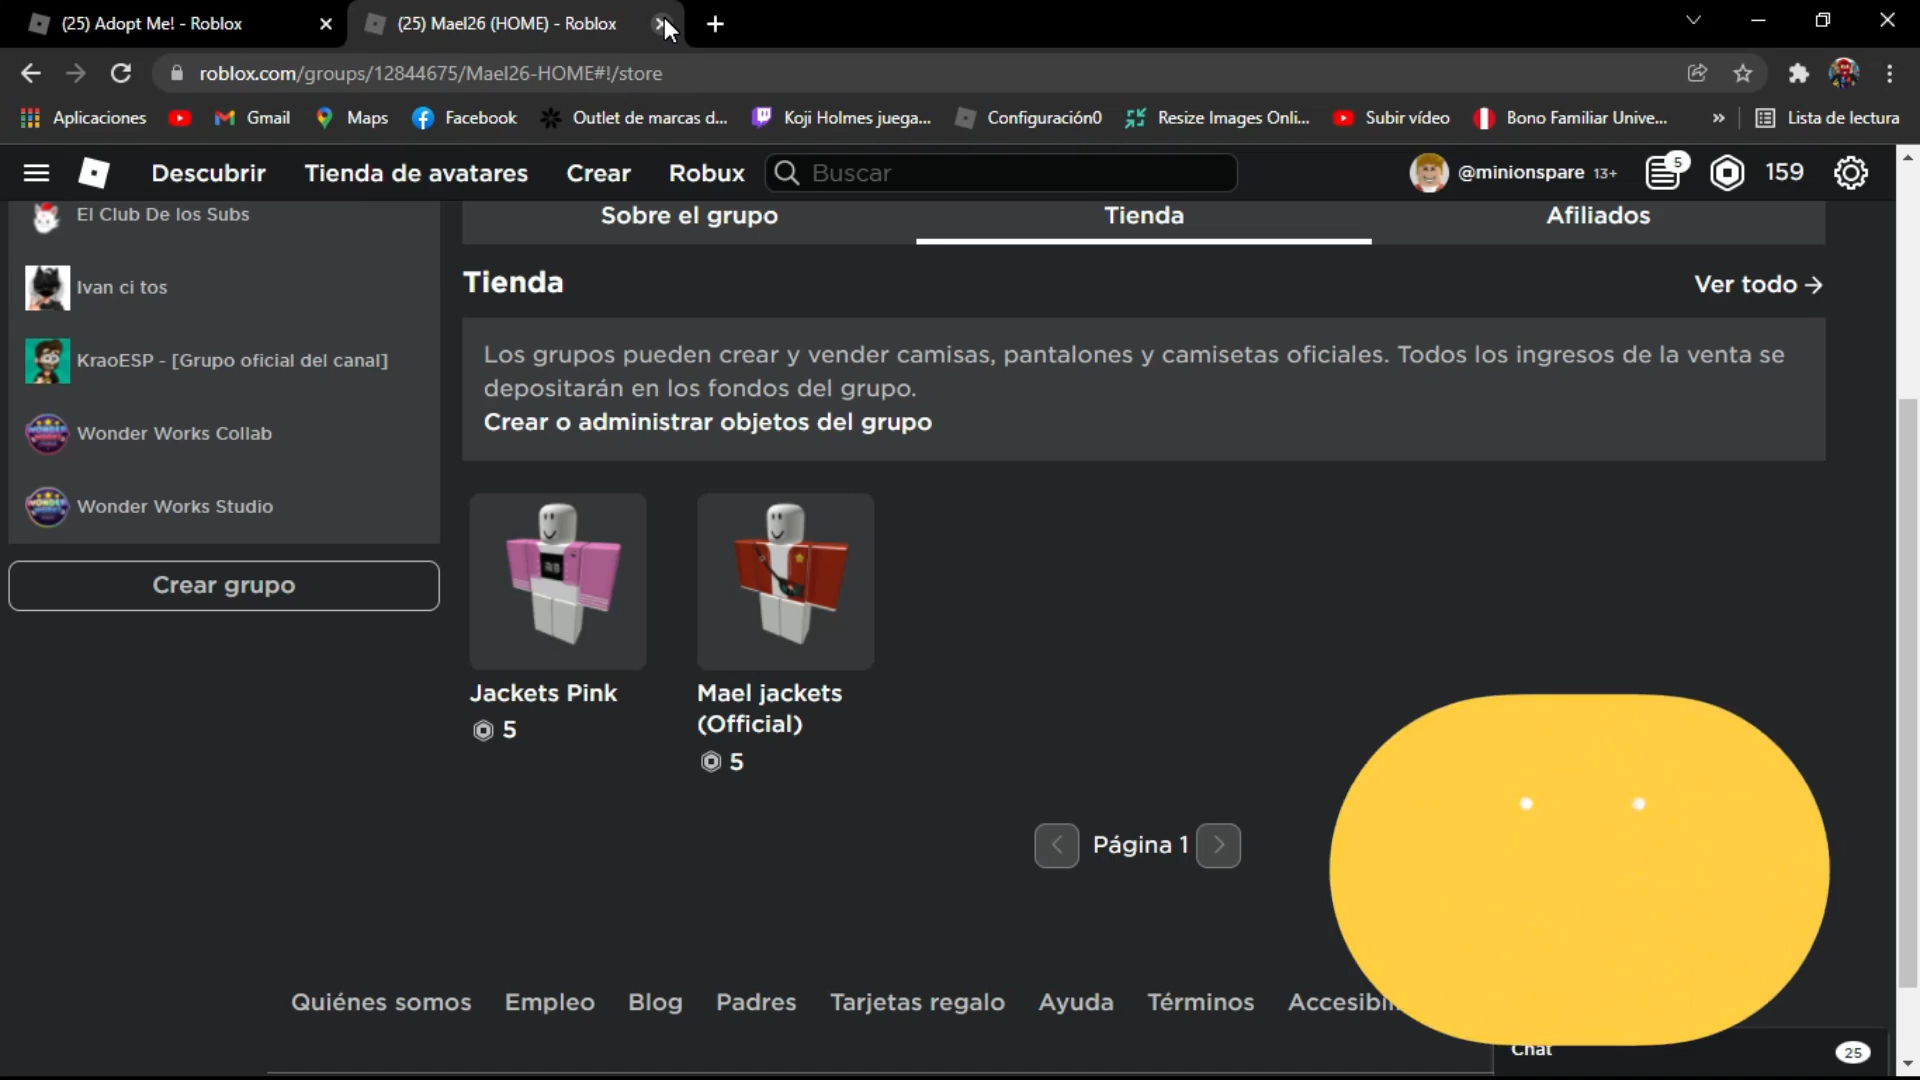 (25) Adopt Me! - Roblox
(25) Mael26 (HOME) - Roblox
roblox.com/groups/12844675/Mael26-HOME#!/store
Aplicaciones
Gmail
Maps
Facebook
Outlet de marcas d...
Koji Holmes juega...
Configuración0
Resize Images Onli...
Subir vídeo
Bono Familiar Unive...
»
Lista de lectura
Descubrir
Tienda de avatares
Crear
Robux
Buscar
@minionspare 13+
5
159
El Club De los Subs
Ivan ci tos
KraoESP - [Grupo oficial del canal]
Wonder Works Collab
Wonder Works Studio
Crear grupo
Sobre el grupo
Tienda
Afiliados
Tienda
Ver todo →
Los grupos pueden crear y vender camisas, pantalones y camisetas oficiales. Todos los ingresos de la venta se
depositarán en los fondos del grupo.
Crear o administrar objetos del grupo
Jackets Pink
5
Mael jackets
(Official)
5
Página 1
Quiénes somos
Empleo
Blog
Padres
Tarjetas regalo
Ayuda
Términos
Chat
25